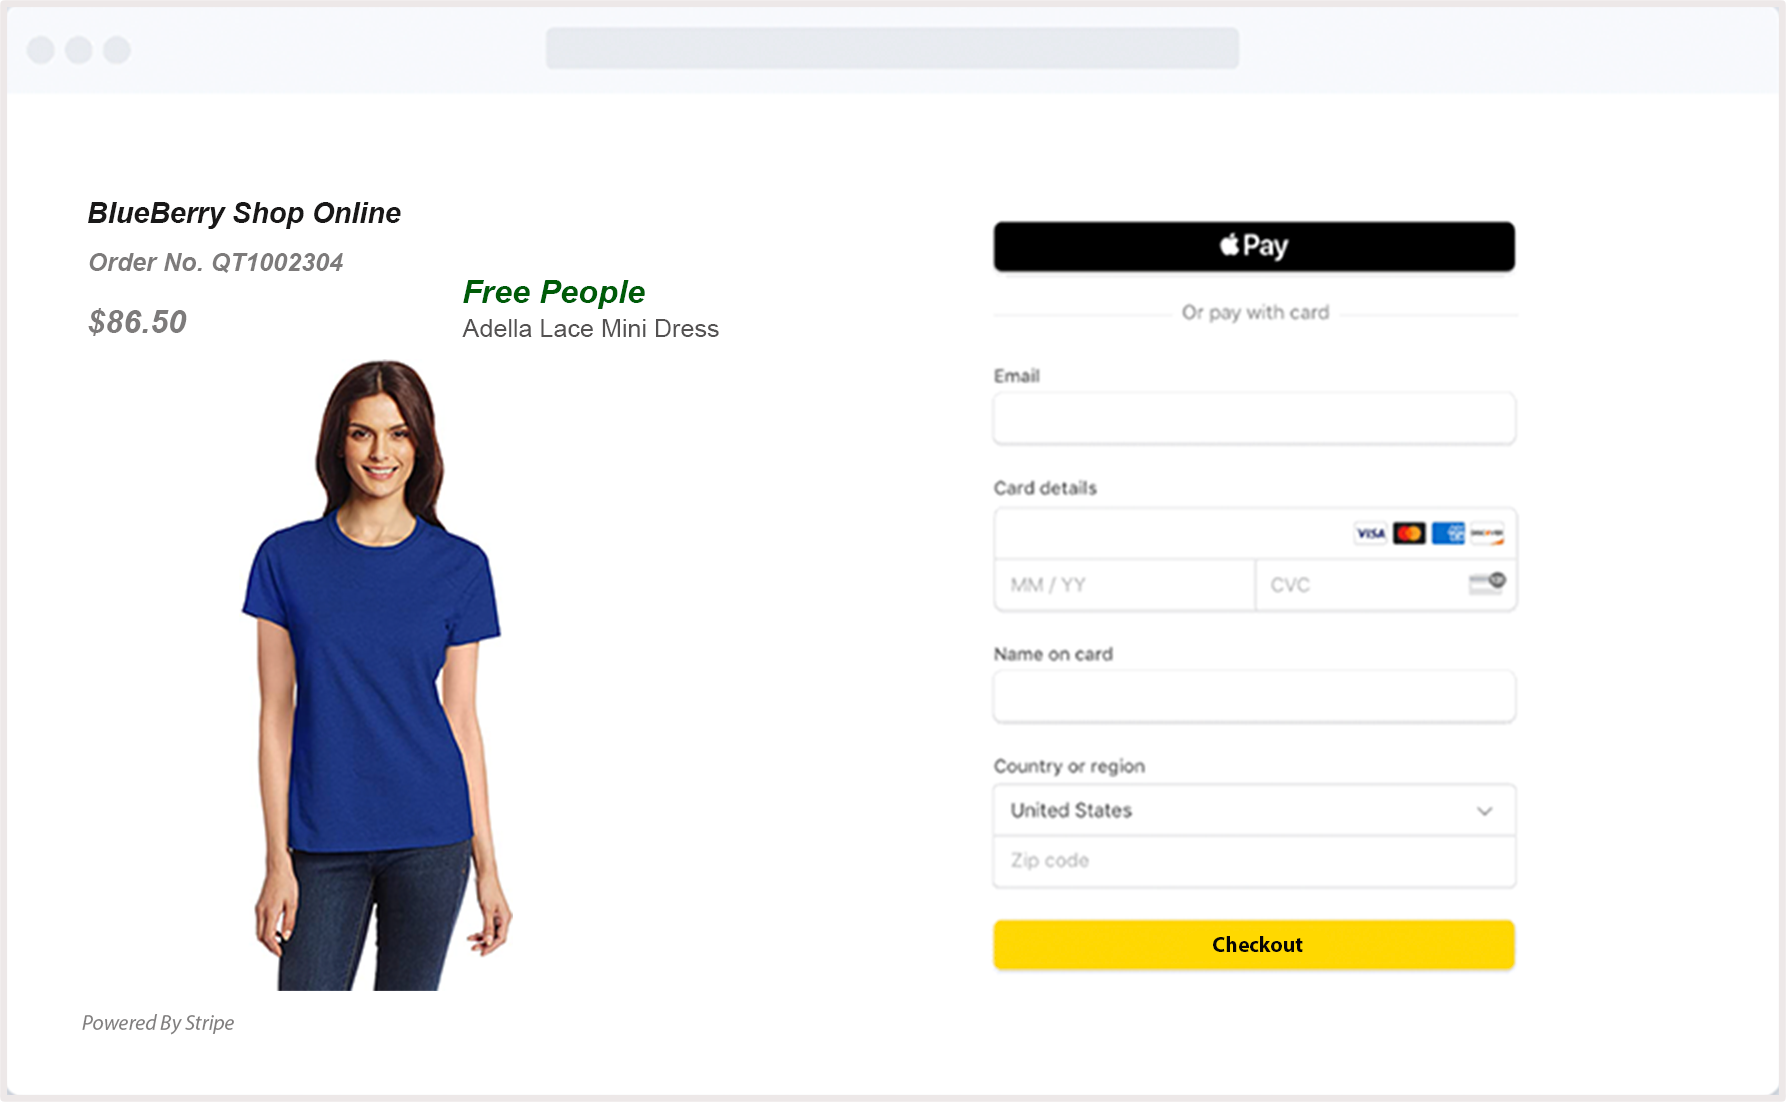 BlueBerry Shop Online
Order No. QT1002304
$86.50
Free People
Adella Lace Mini Dress
Powered By Stripe
Pay
Or pay with card
Email
Card details
VISA
DISCOVER
MM / YY
CVC
Name on card
Country or region
United States
Zip code
Checkout